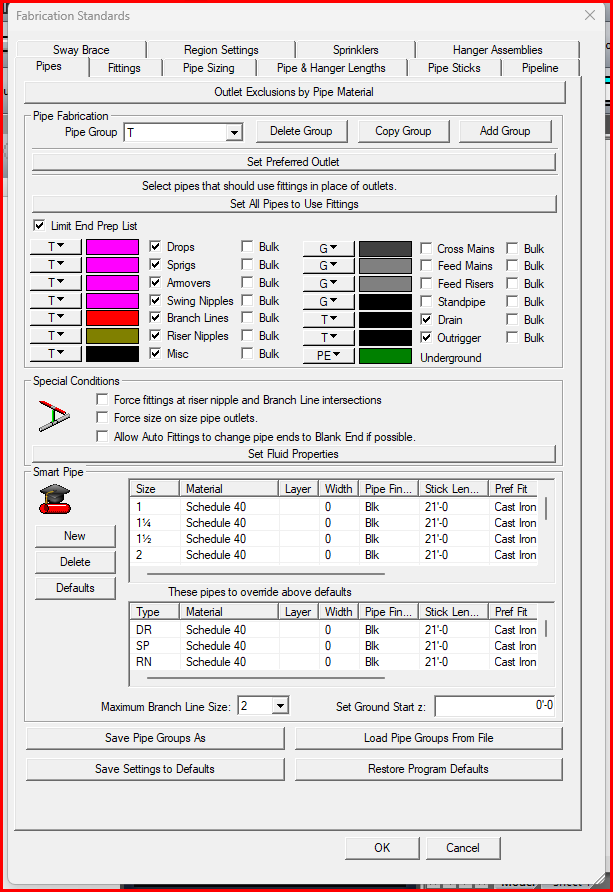 Fabrication Standards
Sway Brace Region Settings Sprinklers Hanger Assemblies
Pipes Fittings Pipe Sizing Pipe & Hanger Lengths Pipe Sticks Pipeline
Outlet Exclusions by Pipe Material
Pipe Fabrication
Pipe Group T Delete Group Copy Group Add Group
Set Preferred Outlet
Select pipes that should use fittings in place of outlets.
Set All Pipes to Use Fittings
Limit End Prep List
T Drops Bulk G Cross Mains Bulk
T Sprigs Bulk G Feed Mains Bulk
T Armovers Bulk G Feed Risers Bulk
T Swing Nipples Bulk G Standpipe Bulk
T Branch Lines Bulk T Drain Bulk
T Riser Nipples Bulk T Outrigger Bulk
T Misc Bulk PE Underground
Special Conditions
Force fittings at riser nipple and Branch Line intersections
Force size on size pipe outlets.
Allow Auto Fittings to change pipe ends to Blank End if possible.
Set Fluid Properties
Smart Pipe
New
Delete
Defaults
Size Material Layer Width Pipe Fin... Stick Len... Pref Fit
1 Schedule 40 0 Blk 21'-0 Cast Iron
1¼ Schedule 40 0 Blk 21'-0 Cast Iron
1½ Schedule 40 0 Blk 21'-0 Cast Iron
2 Schedule 40 0 Blk 21'-0 Cast Iron
These pipes to override above defaults
Type Material Layer Width Pipe Fin... Stick Len... Pref Fit
DR Schedule 40 0 Blk 21'-0 Cast Iron
SP Schedule 40 0 Blk 21'-0 Cast Iron
RN Schedule 40 0 Blk 21'-0 Cast Iron
Maximum Branch Line Size: 2 Set Ground Start z: 0'-0
Save Pipe Groups As Load Pipe Groups From File
Save Settings to Defaults Restore Program Defaults
OK Cancel